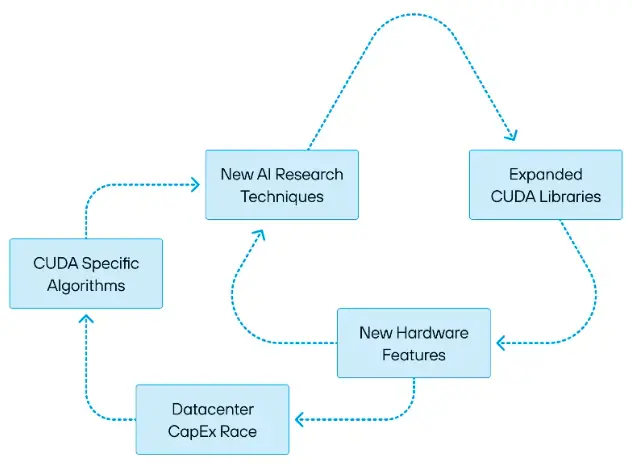 New AI Research
Techniques
Expanded
CUDA Libraries
CUDA Specific
Algorithms
New Hardware
Features
Datacenter
CapEx Race